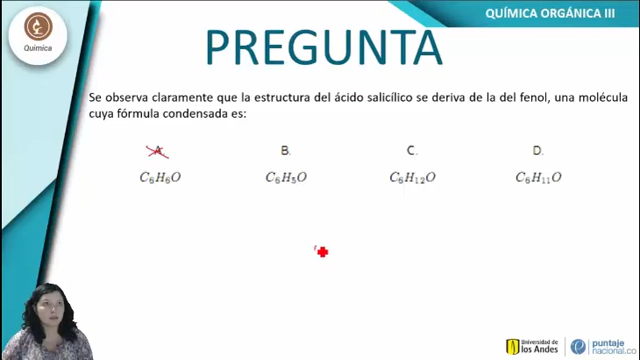 QUÍMICA ORGÁNICA III
Química
PREGUNTA
Se observa claramente que la estructura del ácido salicílico se deriva de la del fenol, una molécula
cuya fórmula condensada es:
A. B. C. D.
C₆H₆O C₆H₅O C₆H₁₂O C₆H₁₁O
Universidad de
los Andes
puntaje
nacional.co